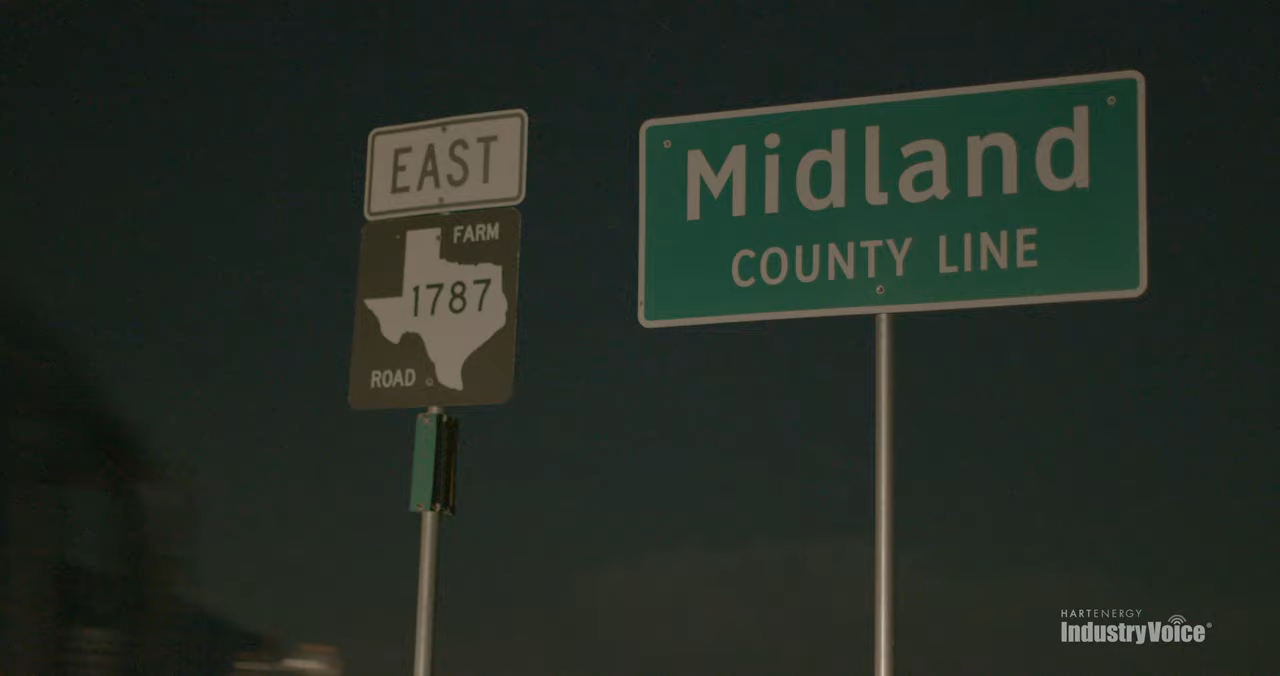 EAST
FARM
1787
ROAD
Midland
COUNTY LINE
HARTENERGY
IndustryVoice®